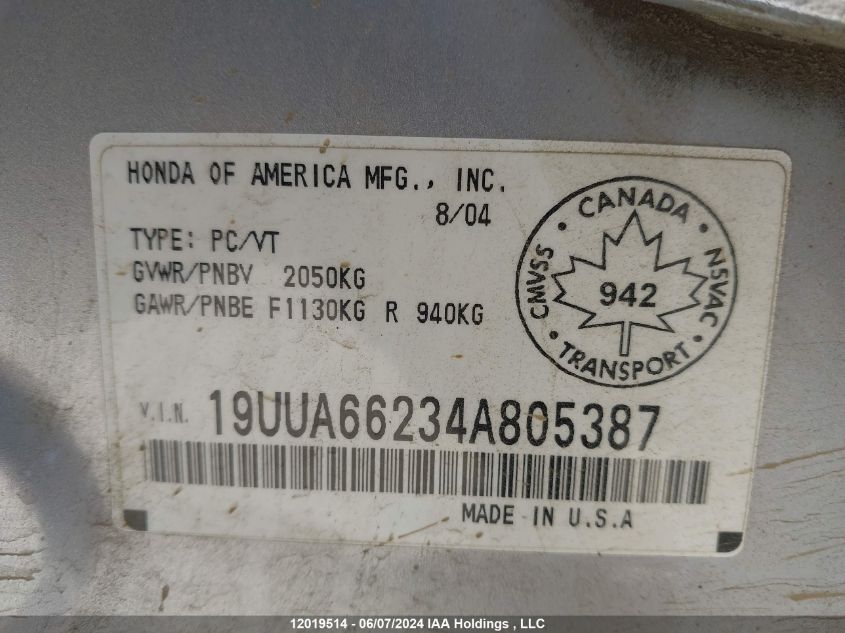 HONDA OF AMERICA MFG., INC.
8/04
TYPE: PC/VT
GVWR/PNBV 2050KG
GAWR/PNBE F1130KG R 940KG
CMVSS · CANADA · NSVAC · TRANSPORT ·
942
V.I.N. 19UUA66234A805387
MADE IN U.S.A
12019514 - 06/07/2024 IAA Holdings , LLC